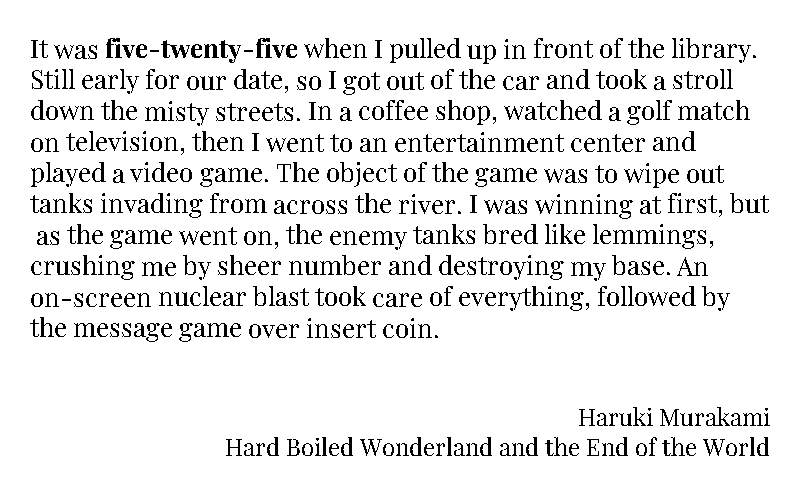 It was five-twenty-five when I pulled up in front of the library.
Still early for our date, so I got out of the car and took a stroll
down the misty streets. In a coffee shop, watched a golf match
on television, then I went to an entertainment center and
played a video game. The object of the game was to wipe out
tanks invading from across the river. I was winning at first, but
as the game went on, the enemy tanks bred like lemmings,
crushing me by sheer number and destroying my base. An
on-screen nuclear blast took care of everything, followed by
the message game over insert coin.
Haruki Murakami
Hard Boiled Wonderland and the End of the World